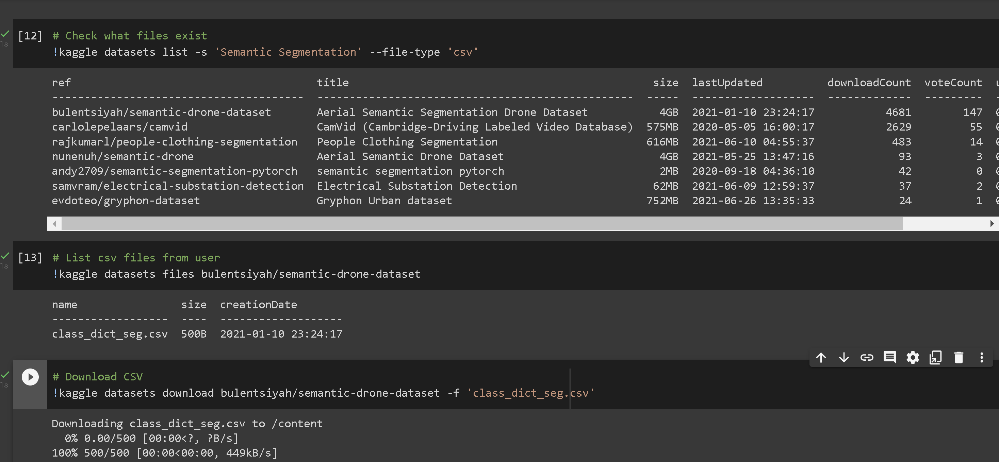 [12] # Check what files exist
1s !kaggle datasets list -s 'Semantic Segmentation' --file-type 'csv'
ref title size lastUpdated downloadCount voteCount
--------------------------------------- ------------------------------------------------- ----- ------------------- ------------- ---------
bulentsiyah/semantic-drone-dataset Aerial Semantic Segmentation Drone Dataset 4GB 2021-01-10 23:24:17 4681 147
carlolepelaars/camvid CamVid (Cambridge-Driving Labeled Video Database) 575MB 2020-05-05 16:00:17 2629 55
rajkumarl/people-clothing-segmentation People Clothing Segmentation 616MB 2021-06-10 04:55:37 483 14
nunenuh/semantic-drone Aerial Semantic Drone Dataset 4GB 2021-05-25 13:47:16 93 3
andy2709/semantic-segmentation-pytorch semantic segmentation pytorch 2MB 2020-09-18 04:36:10 42 0
samvram/electrical-substation-detection Electrical Substation Detection 62MB 2021-06-09 12:59:37 37 2
evdoteo/gryphon-dataset Gryphon Urban dataset 752MB 2021-06-26 13:35:33 24 1
[13] # List csv files from user
1s !kaggle datasets files bulentsiyah/semantic-drone-dataset
name size creationDate
------------------ ---- -------------------
class_dict_seg.csv 500B 2021-01-10 23:24:17
# Download CSV
1s !kaggle datasets download bulentsiyah/semantic-drone-dataset -f 'class_dict_seg.csv'
Downloading class_dict_seg.csv to /content
0% 0.00/500 [00:00<?, ?B/s]
100% 500/500 [00:00<00:00, 449kB/s]